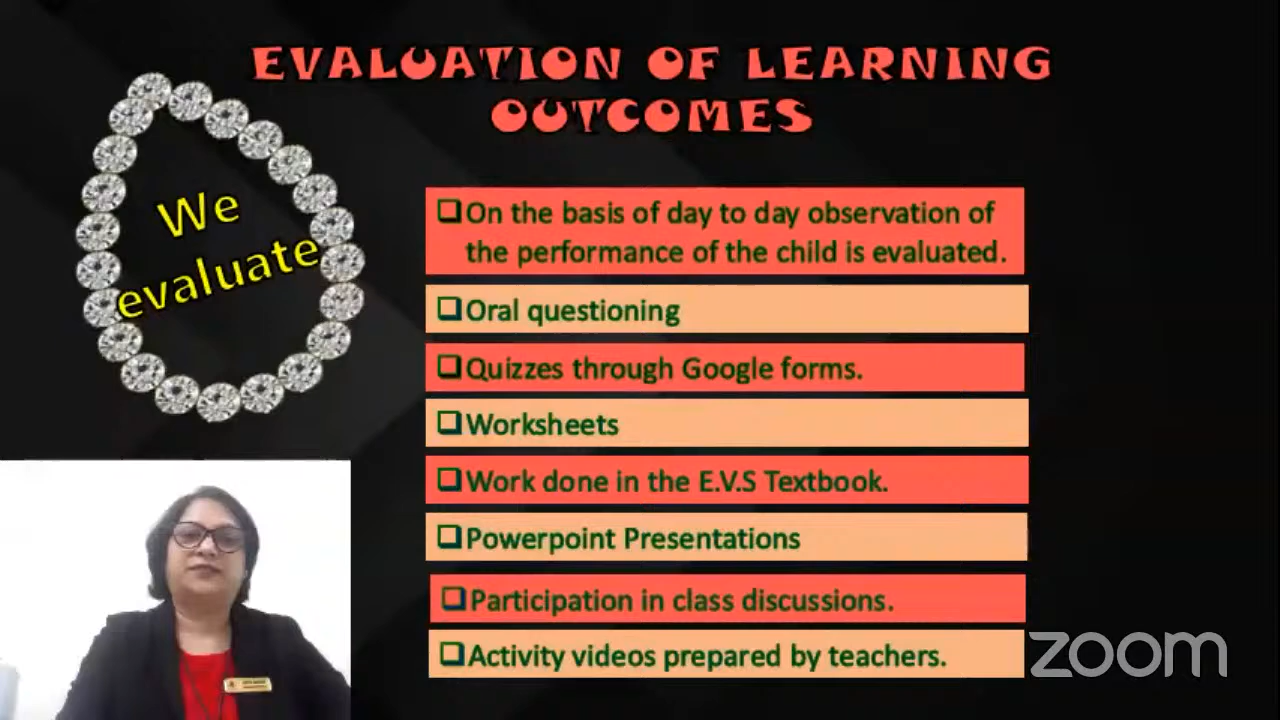 EVALUATION OF LEARNING
OUTCOMES
We
evaluate
On the basis of day to day observation of
the performance of the child is evaluated.
Oral questioning
Quizzes through Google forms.
Worksheets
Work done in the E.V.S Textbook.
Powerpoint Presentations
Participation in class discussions.
Activity videos prepared by teachers.
zoom